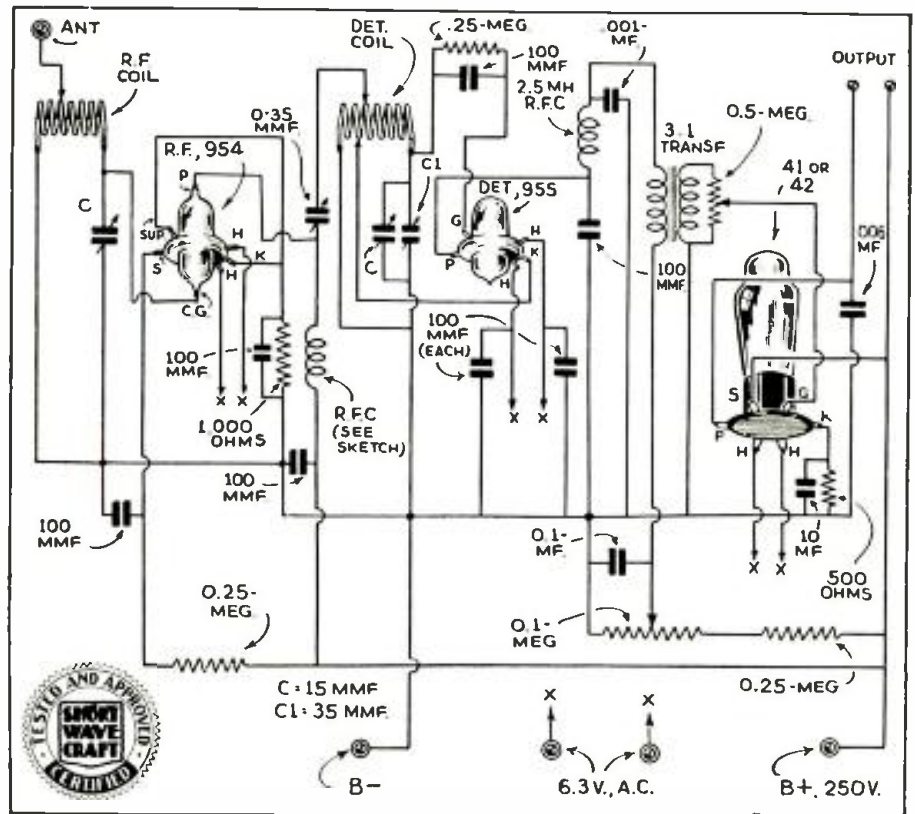 ANT
R.F
COIL
C
0-35
MMF
R.F., 954
P
SUP
S
H
K
H
C.G.
100
MMF
1,000
OHMS
X X
R.F.C
(SEE
SKETCH)
100
MMF
100
MMF
0.25-
MEG
DET.
COIL
.25-MEG
100
MMF
C
C1
DET, 955
G
P
H
K
H
100
MMF
(EACH)
X X
.001-
MF
2.5 MH
R.F.C
100
MMF
3-1
TRANSF
0.5-MEG.
OUTPUT
41 OR
42
.006
MF
S
G
P
K
H H
X X
10
MF
500
OHMS
0.1-
MF.
0.1-
MEG
0.25-MEG
C=15 MMF
C1=35 MMF
TESTED AND APPROVED
SHORT
WAVE
CRAFT
CERTIFIED
B-
X X
6.3 V., A.C.
B+, 250V.